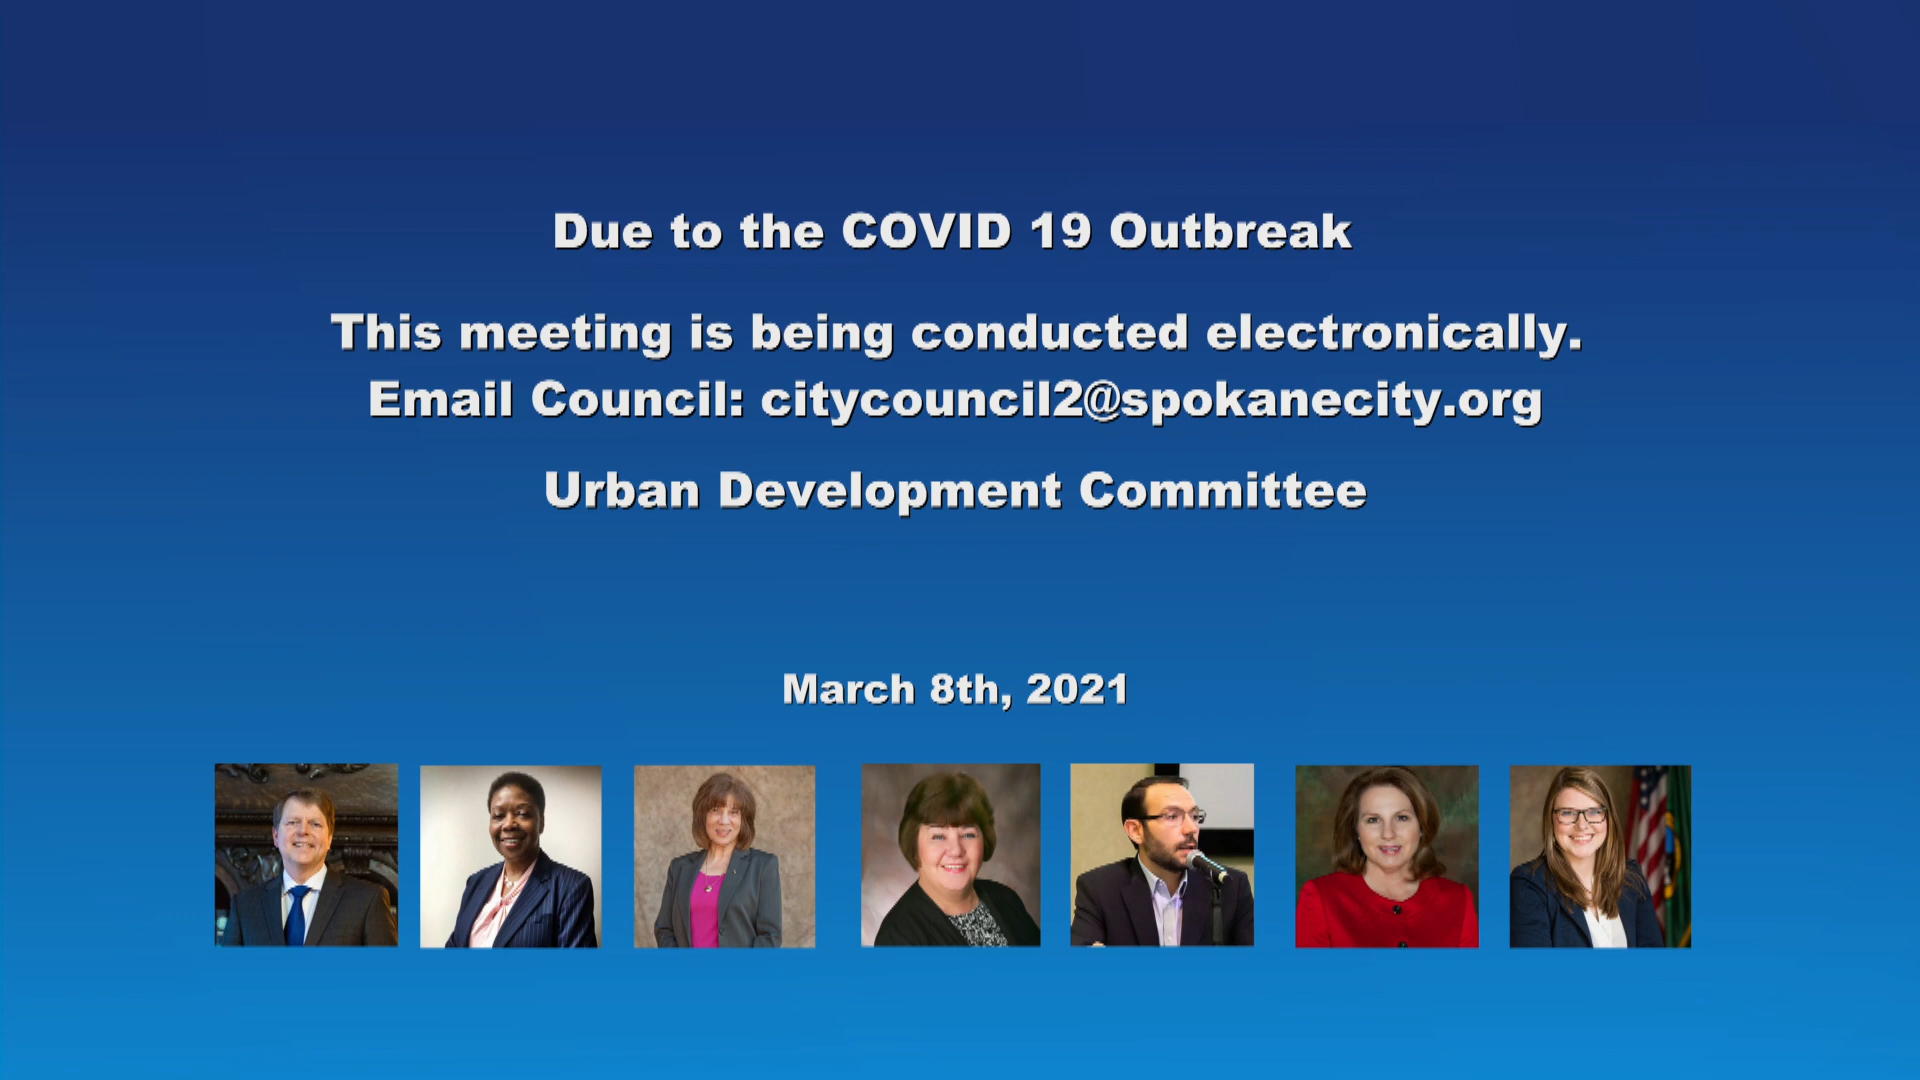 Due to the COVID 19 Outbreak
This meeting is being conducted electronically.
Email Council: citycouncil2@spokanecity.org
Urban Development Committee
March 8th, 2021